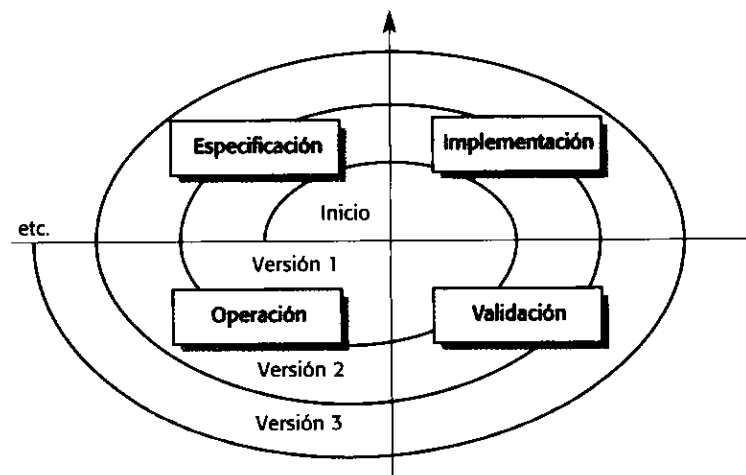 Especificación
Implementación
Inicio
etc.
Versión 1
Operación
Validación
Versión 2
Versión 3